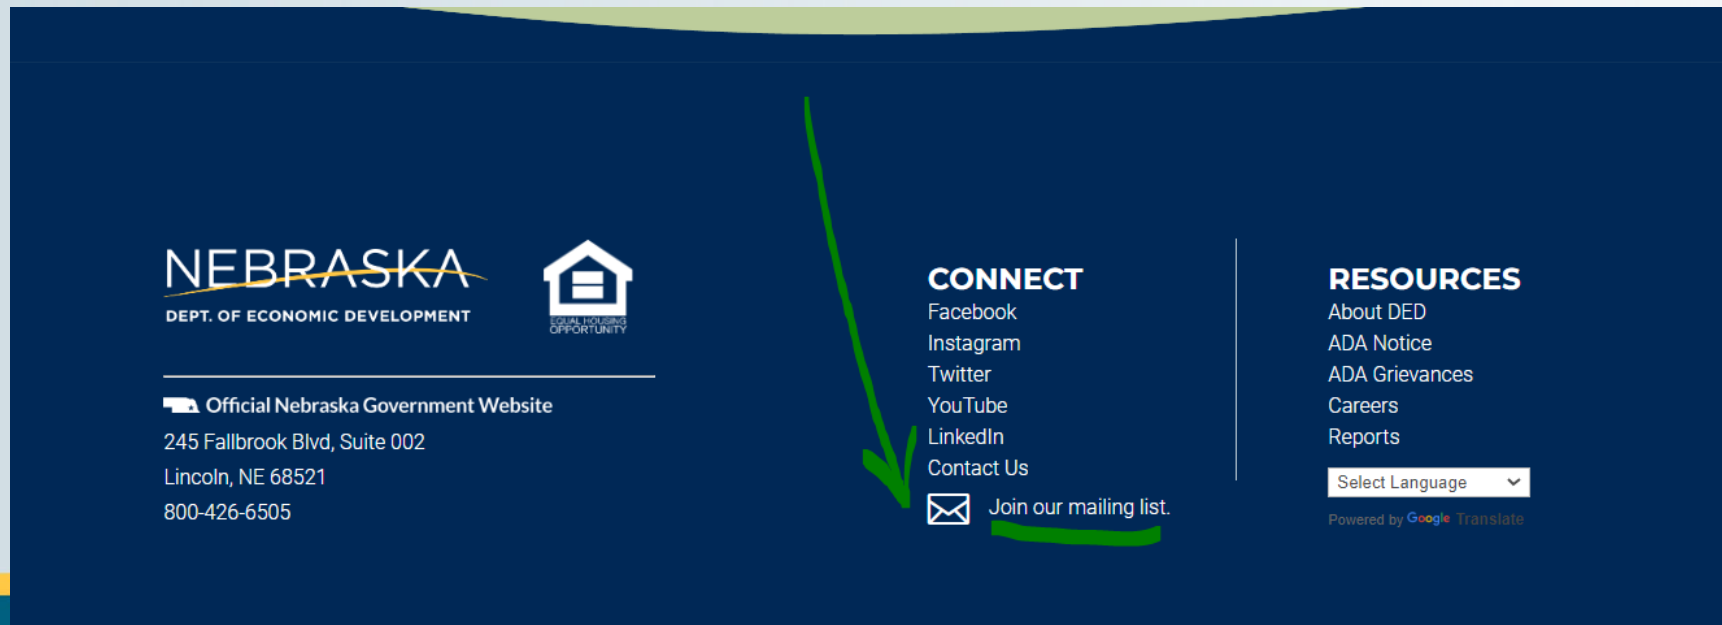 NEBRASKA
DEPT. OF ECONOMIC DEVELOPMENT
EQUAL HOUSING
OPPORTUNITY
Official Nebraska Government Website
245 Fallbrook Blvd, Suite 002
Lincoln, NE 68521
800-426-6505
CONNECT
Facebook
Instagram
Twitter
YouTube
LinkedIn
Contact Us
Join our mailing list.
RESOURCES
About DED
ADA Notice
ADA Grievances
Careers
Reports
Select Language
Powered by Google Translate